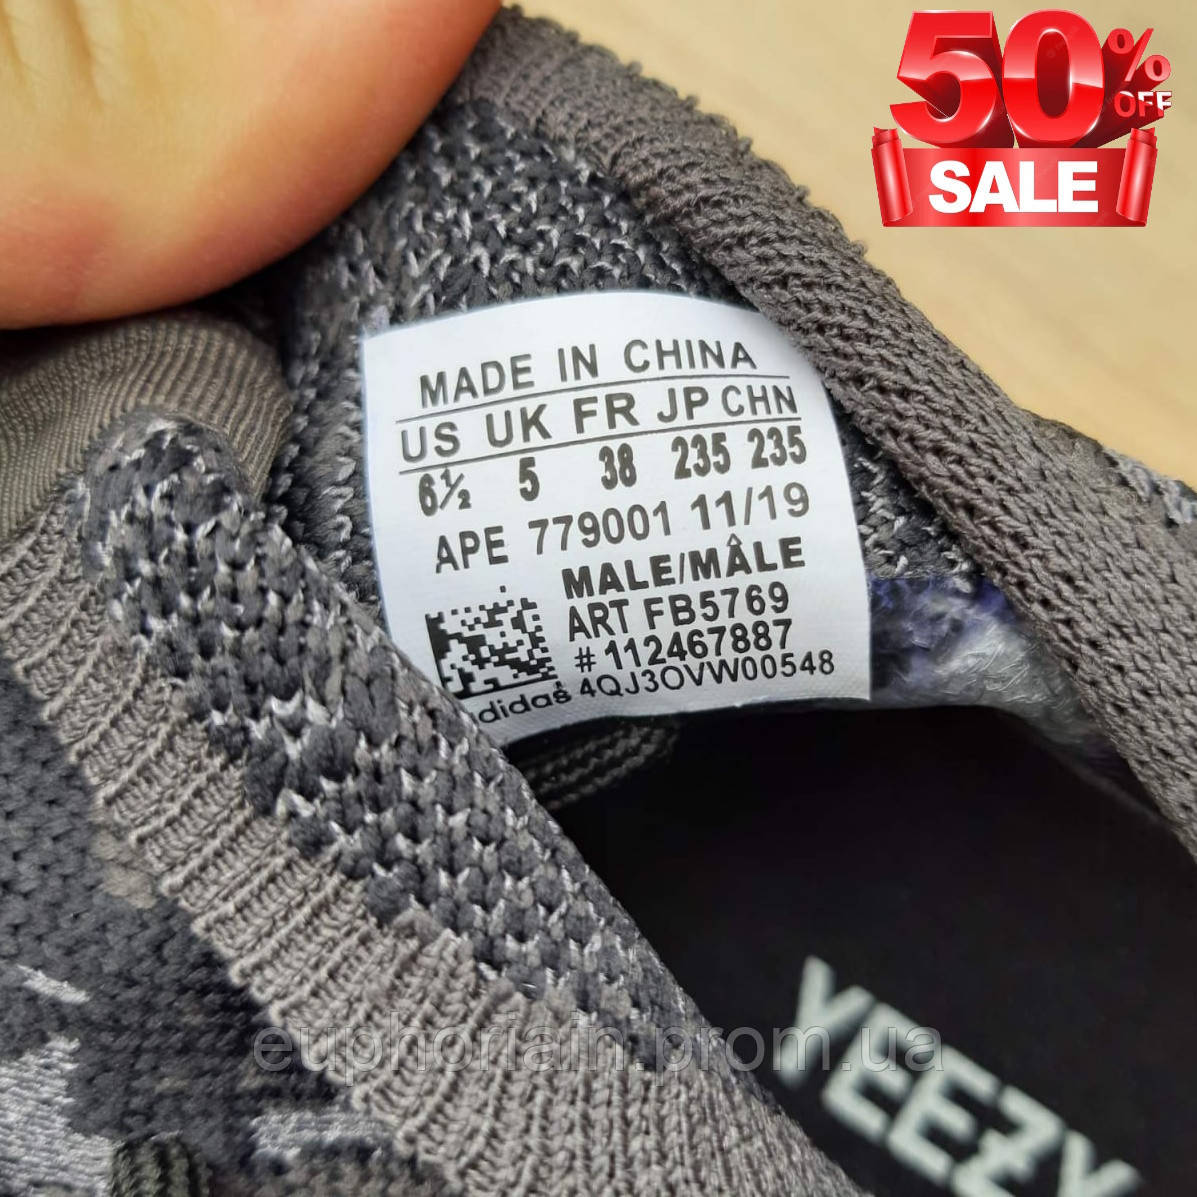 50% OFF
SALE
MADE IN CHINA
US UK FR JP CHN
6½ 5 38 235 235
APE 779001 11/19
MALE/MÂLE
ART FB5769
# 112467887
adidas 4QJ3OVW00548
YEEZY
euphoriain.prom.ua